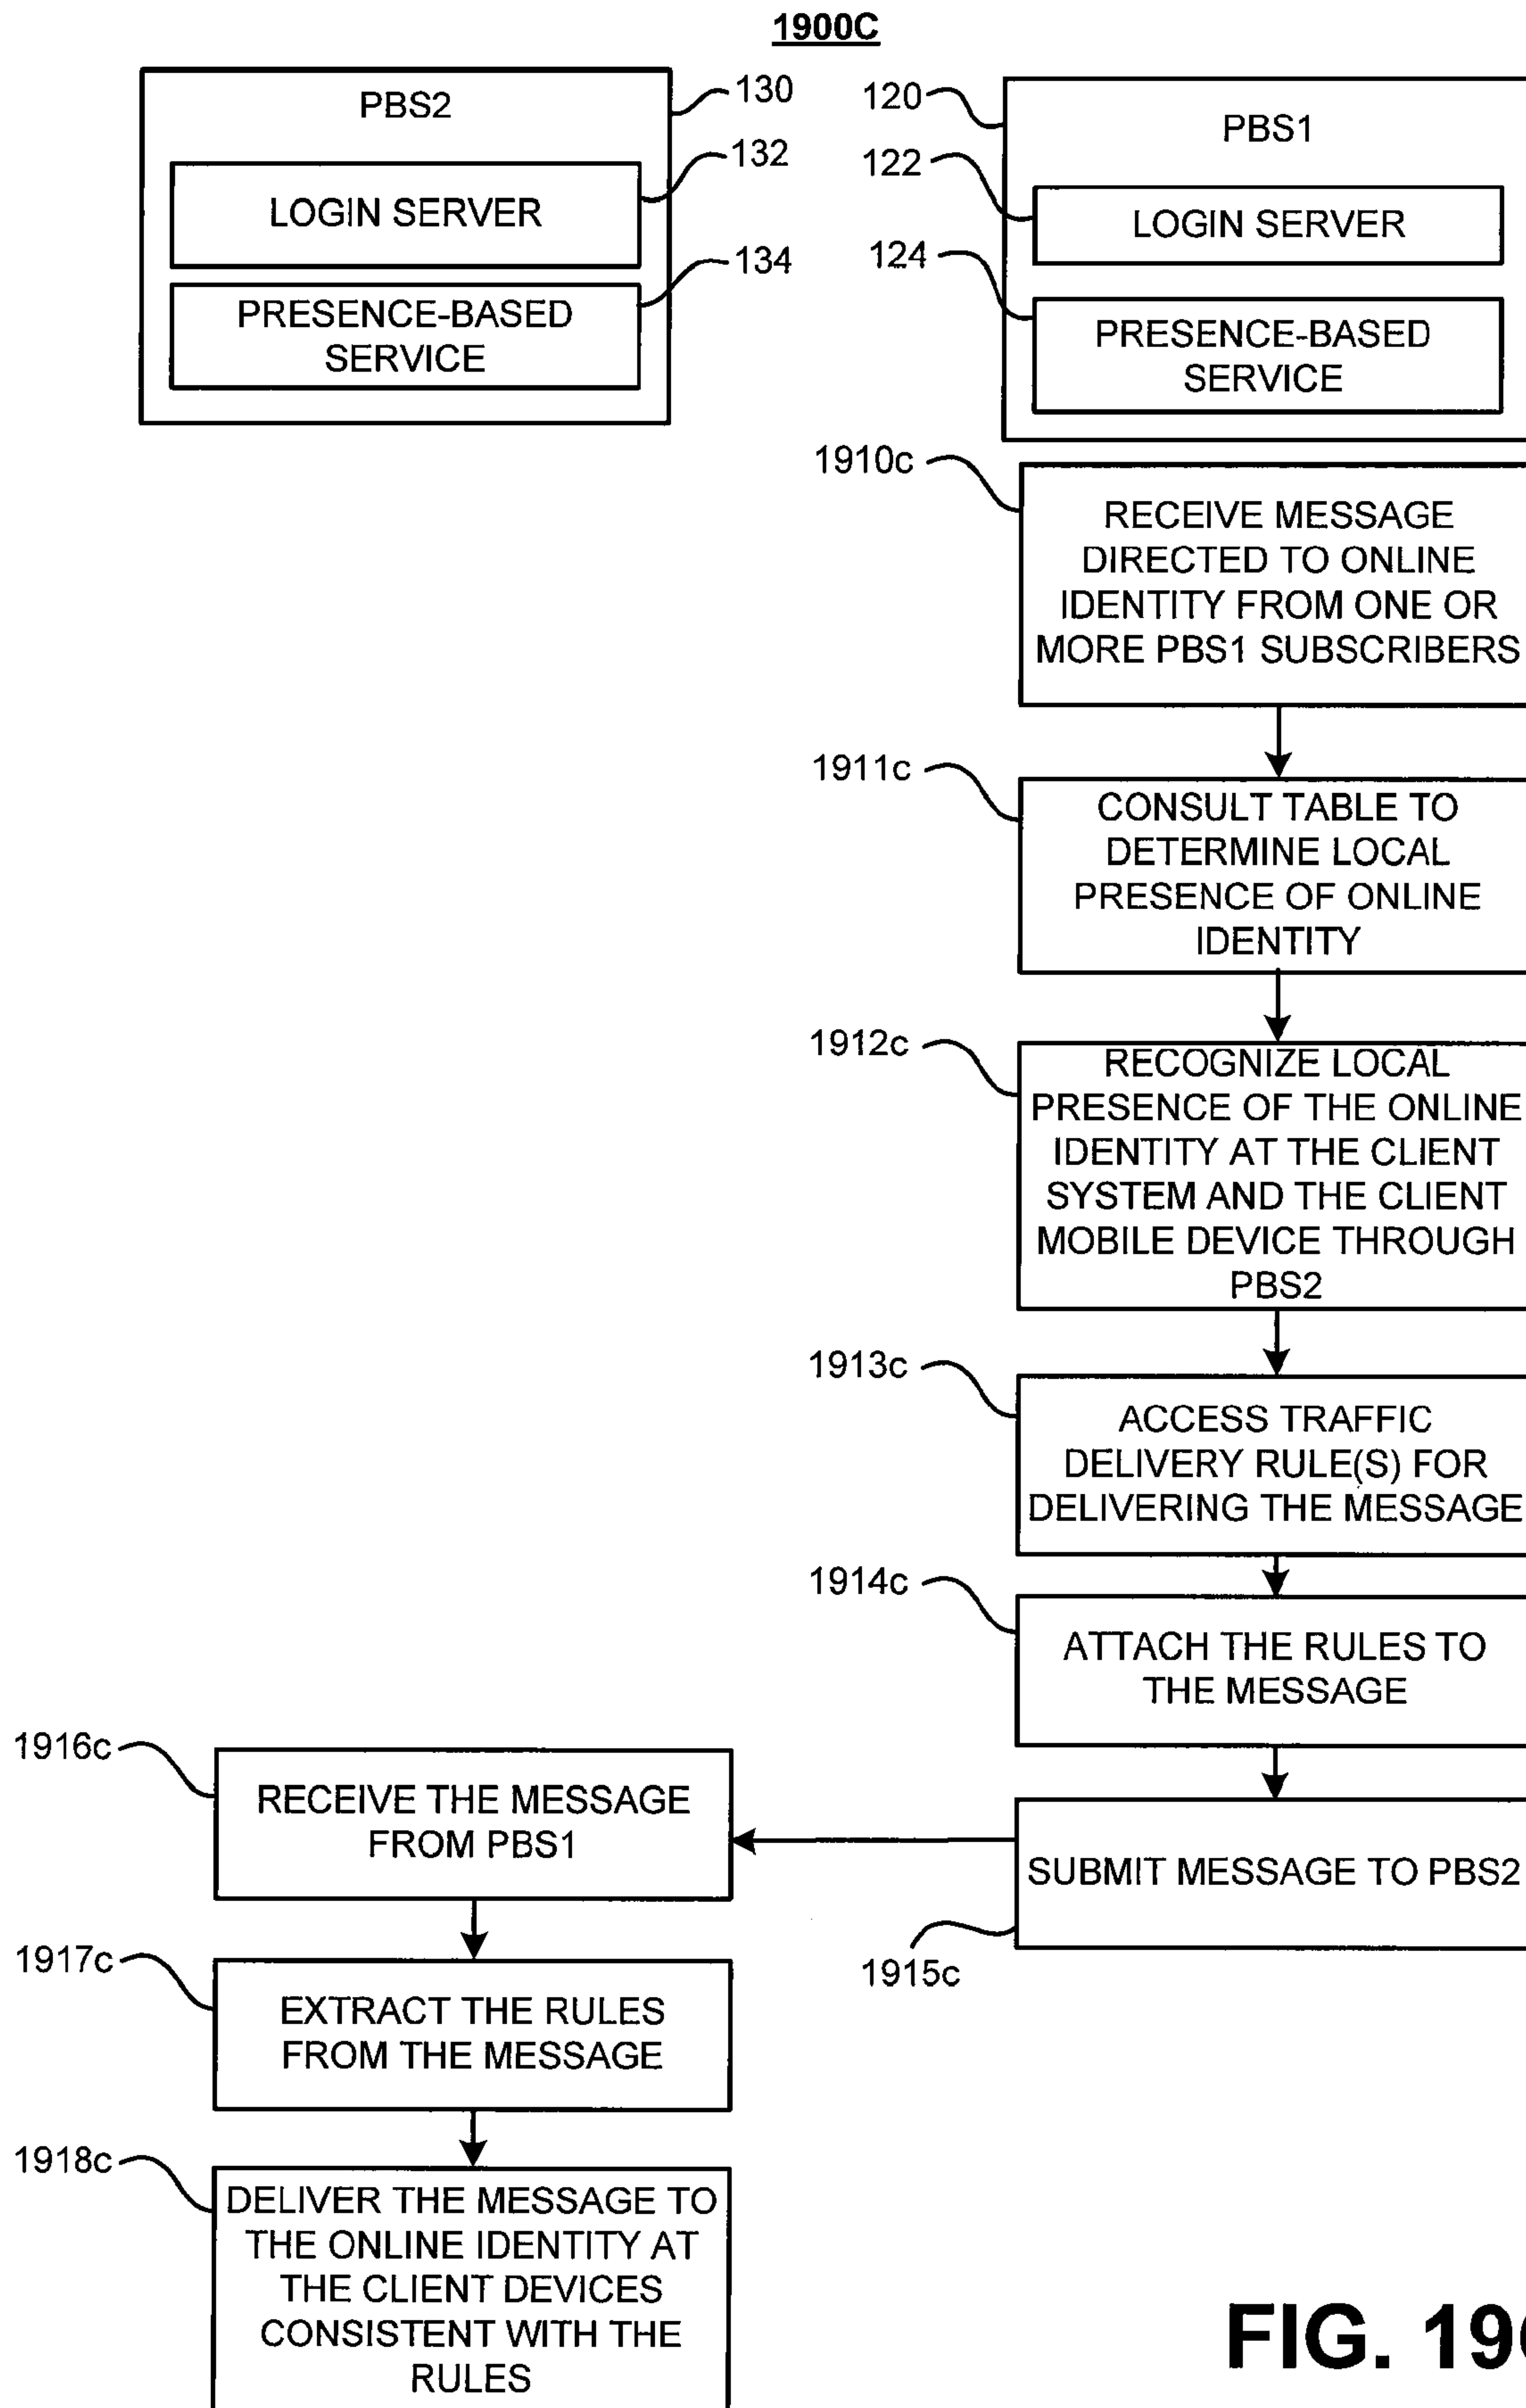 1900C
PBS2
130
LOGIN SERVER
132
PRESENCE-BASED
SERVICE
134
120
PBS1
122
LOGIN SERVER
124
PRESENCE-BASED
SERVICE
1910c
RECEIVE MESSAGE
DIRECTED TO ONLINE
IDENTITY FROM ONE OR
MORE PBS1 SUBSCRIBERS
1911c
CONSULT TABLE TO
DETERMINE LOCAL
PRESENCE OF ONLINE
IDENTITY
1912c
RECOGNIZE LOCAL
PRESENCE OF THE ONLINE
IDENTITY AT THE CLIENT
SYSTEM AND THE CLIENT
MOBILE DEVICE THROUGH
PBS2
1913c
ACCESS TRAFFIC
DELIVERY RULE(S) FOR
DELIVERING THE MESSAGE
1914c
ATTACH THE RULES TO
THE MESSAGE
SUBMIT MESSAGE TO PBS2
1915c
1916c
RECEIVE THE MESSAGE
FROM PBS1
1917c
EXTRACT THE RULES
FROM THE MESSAGE
1918c
DELIVER THE MESSAGE TO
THE ONLINE IDENTITY AT
THE CLIENT DEVICES
CONSISTENT WITH THE
RULES
FIG. 19